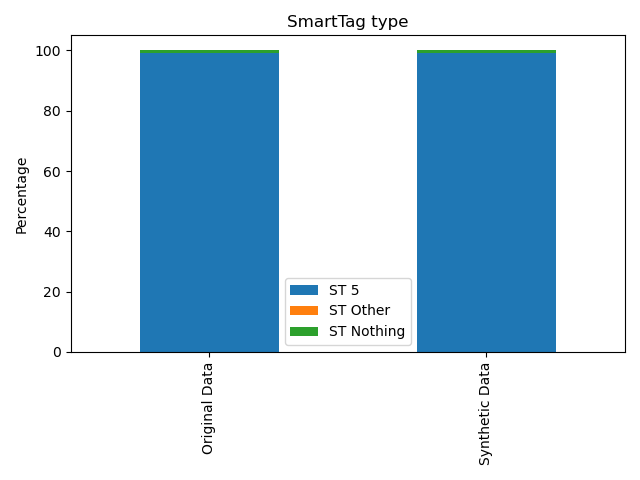 SmartTag type
Percentage
100
80
60
40
20
0
ST 5
ST Other
ST Nothing
Original Data
Synthetic Data